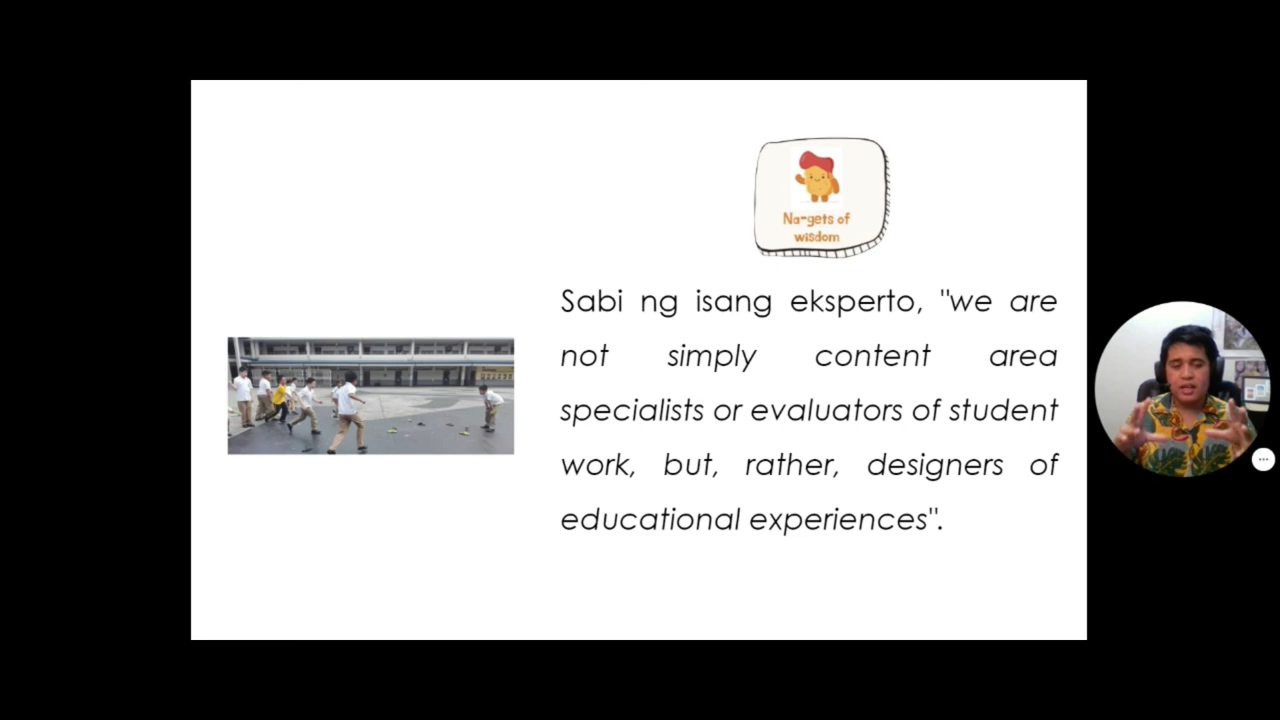 Na-gets of
wisdom
Sabi ng isang eksperto, "we are
not simply content area
specialists or evaluators of student
work, but, rather, designers of
educational experiences".